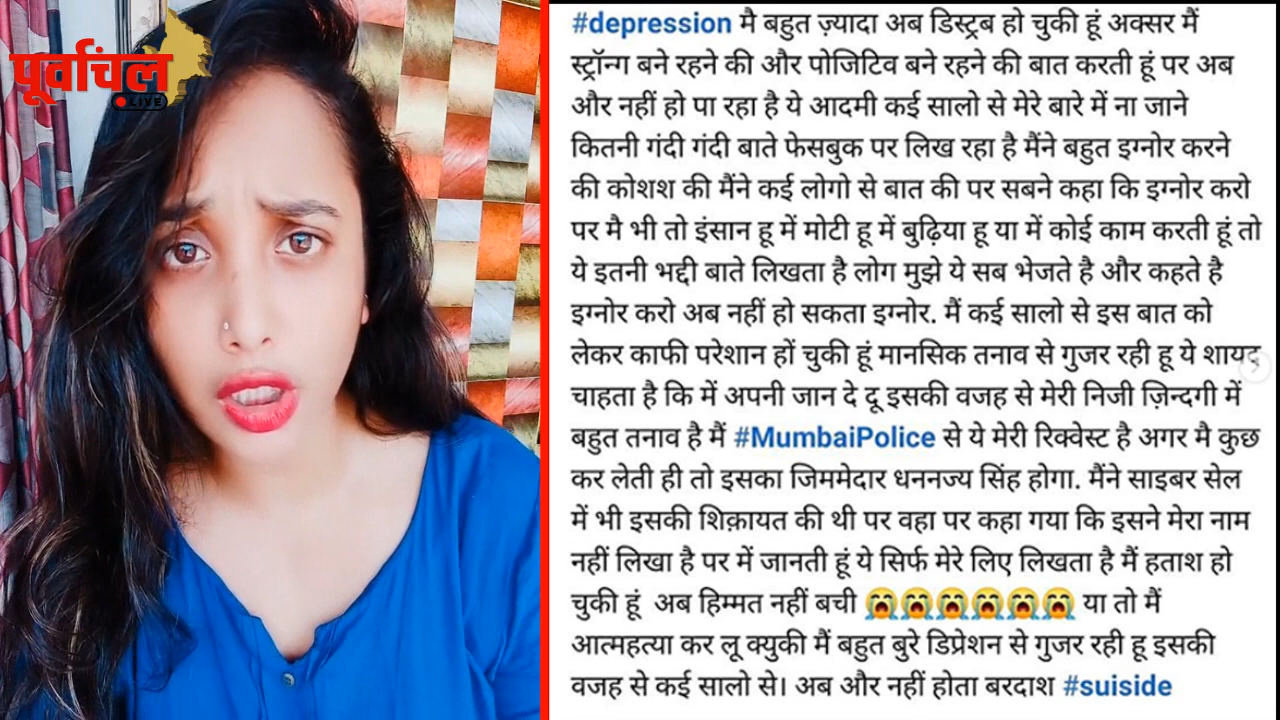 पूर्वांचल
LIVE
#depression मै बहुत ज़्यादा अब डिस्ट्रब हो चुकी हूं अक्सर मैं
स्ट्रॉन्ग बने रहने की और पोजिटिव बने रहने की बात करती हूं पर अब
और नहीं हो पा रहा है ये आदमी कई सालो से मेरे बारे में ना जाने
कितनी गंदी गंदी बाते फेसबुक पर लिख रहा है मैंने बहुत इग्नोर करने
की कोशश की मैंने कई लोगो से बात की पर सबने कहा कि इग्नोर करो
पर मै भी तो इंसान हू में मोटी हू में बुढ़िया हू या में कोई काम करती हूं तो
ये इतनी भद्दी बाते लिखता है लोग मुझे ये सब भेजते है और कहते है
इग्नोर करो अब नहीं हो सकता इग्नोर. मैं कई सालो से इस बात को
लेकर काफी परेशान हों चुकी हूं मानसिक तनाव से गुजर रही हू ये शायद
चाहता है कि में अपनी जान दे दू इसकी वजह से मेरी निजी ज़िन्दगी में
बहुत तनाव है मैं #MumbaiPolice से ये मेरी रिक्वेस्ट है अगर मै कुछ
कर लेती ही तो इसका जिममेदार धननज्य सिंह होगा. मैंने साइबर सेल
में भी इसकी शिक़ायत की थी पर वहा पर कहा गया कि इसने मेरा नाम
नहीं लिखा है पर में जानती हूं ये सिर्फ मेरे लिए लिखता है मैं हताश हो
चुकी हूं अब हिम्मत नहीं बची 😭😭😭😭😭😭 या तो मैं
आत्महत्या कर लू क्युकी मैं बहुत बुरे डिप्रेशन से गुजर रही हू इसकी
वजह से कई सालो से। अब और नहीं होता बरदाश #suiside